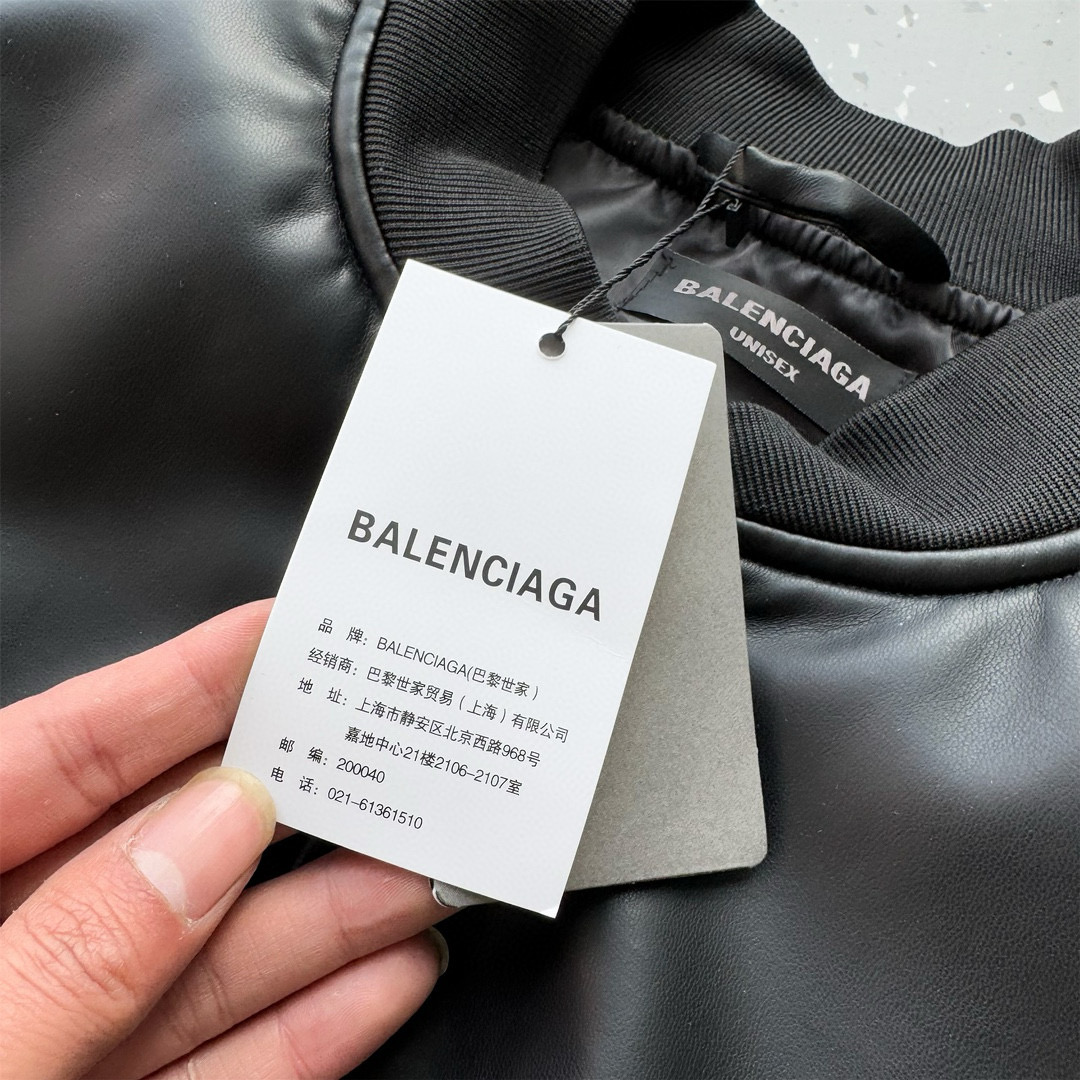 BALENCIAGA
UNISEX
BALENCIAGA
品 牌：BALENCIAGA(巴黎世家）
经销商：巴黎世家贸易（上海）有限公司
地 址：上海市静安区北京西路968号
嘉地中心21楼2106-2107室
邮 编：200040
电 话：021-61361510